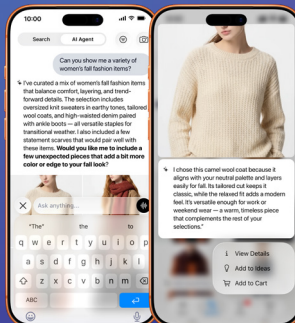 10:00
Search
AI Agent
Can you show me a variety of
women's fall fashion items?
I've curated a mix of women's fall fashion items
that balance comfort, layering, and trend-
forward details. The selection includes
oversized knit sweaters in earthy tones, tailored
wool coats, and high-waisted denim paired
with ankle boots — all versatile staples for
transitional weather. I also included a few
statement scarves that would pair well with
these items. Would you like me to include a
few unexpected pieces that add a bit more
color or edge to your fall look?
Ask anything...
"The"
the
to
q w e r t y u i o p
a s d f g h j k l
z x c v b n m
ABC
I chose this camel wool coat because it
aligns with your neutral palette and layers
easily for fall. Its tailored cut keeps it
classic, while the relaxed fit adds a modern
feel. It's versatile enough for work or
weekend wear — a warm, timeless piece
that complements the rest of your
selections."
View Details
Add to Ideas
Add to Cart